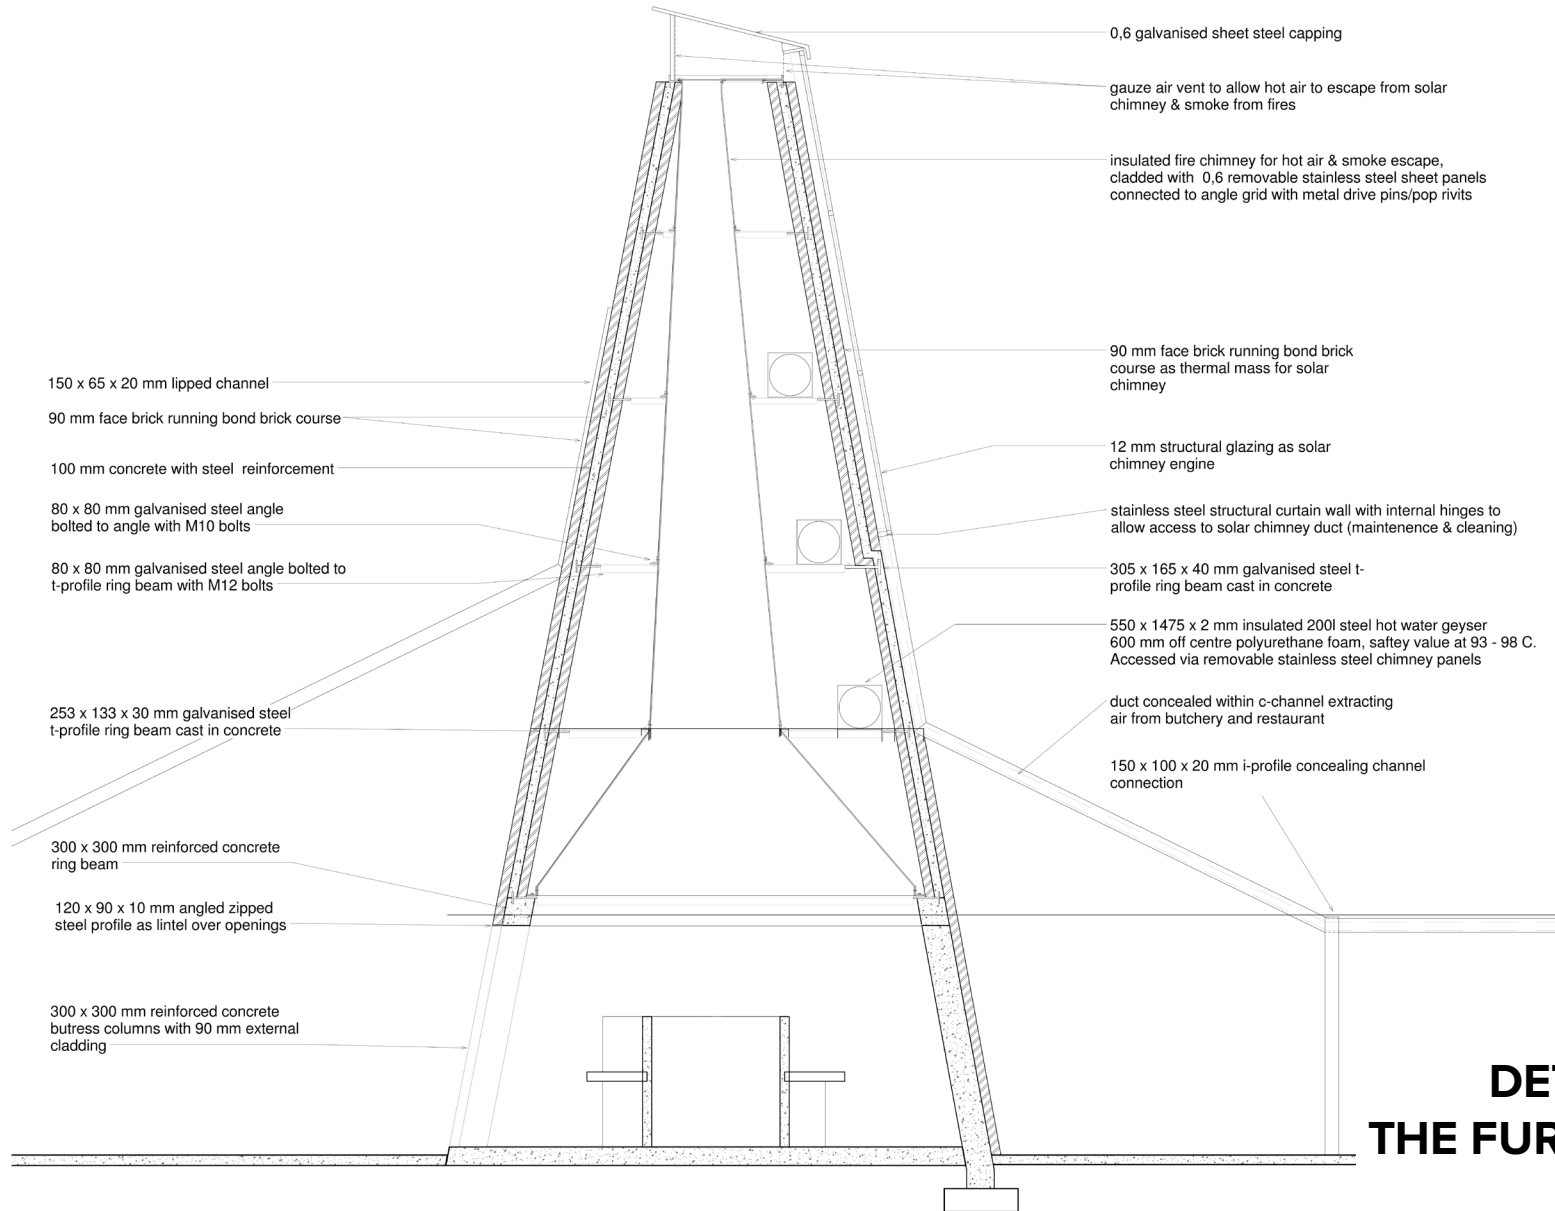 0,6 galvanised sheet steel capping
gauze air vent to allow hot air to escape from solar
chimney & smoke from fires
insulated fire chimney for hot air & smoke escape,
cladded with 0,6 removable stainless steel sheet panels
connected to angle grid with metal drive pins/pop rivits
90 mm face brick running bond brick
course as thermal mass for solar
chimney
12 mm structural glazing as solar
chimney engine
stainless steel structural curtain wall with internal hinges to
allow access to solar chimney duct (maintenence & cleaning)
305 x 165 x 40 mm galvanised steel t-
profile ring beam cast in concrete
550 x 1475 x 2 mm insulated 200l steel hot water geyser
600 mm off centre polyurethane foam, saftey value at 93 - 98 C.
Accessed via removable stainless steel chimney panels
duct concealed within c-channel extracting
air from butchery and restaurant
150 x 100 x 20 mm i-profile concealing channel
connection
150 x 65 x 20 mm lipped channel
90 mm face brick running bond brick course
100 mm concrete with steel reinforcement
80 x 80 mm galvanised steel angle
bolted to angle with M10 bolts
80 x 80 mm galvanised steel angle bolted to
t-profile ring beam with M12 bolts
253 x 133 x 30 mm galvanised steel
t-profile ring beam cast in concrete
300 x 300 mm reinforced concrete
ring beam
120 x 90 x 10 mm angled zipped
steel profile as lintel over openings
300 x 300 mm reinforced concrete
butress columns with 90 mm external
cladding
DET
THE FUR